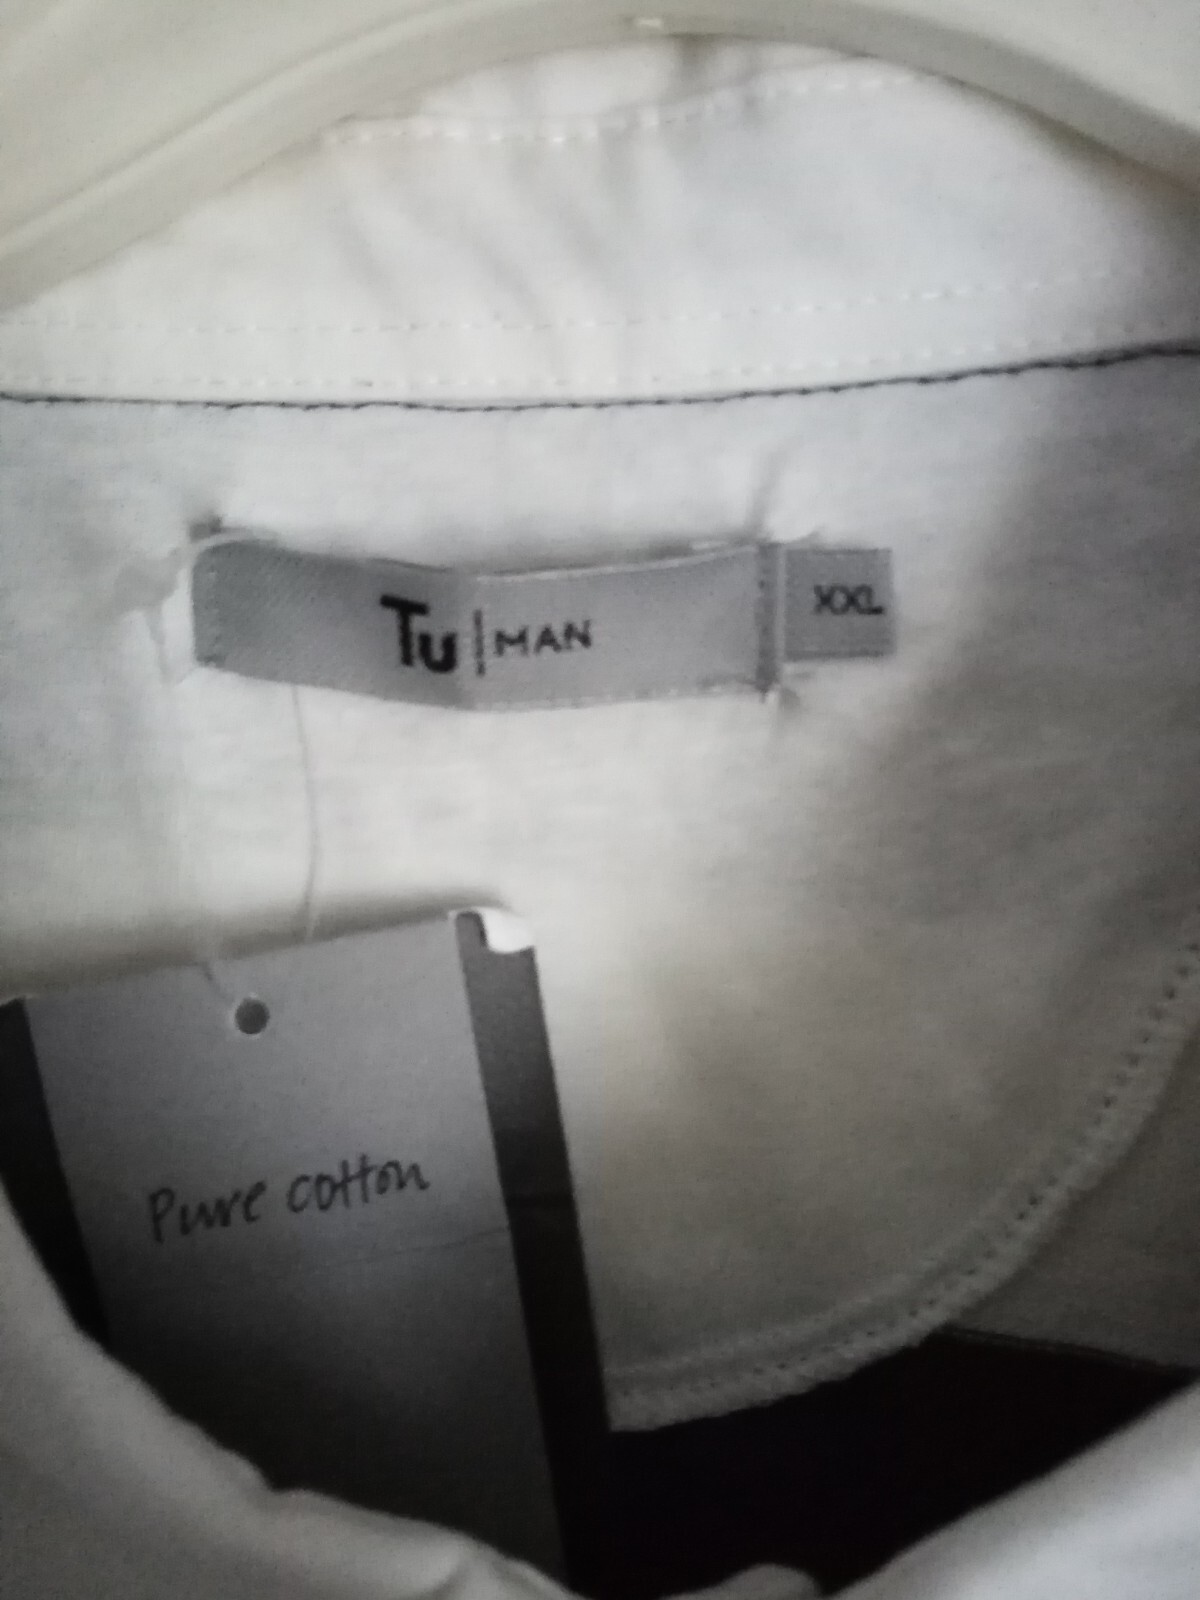 Tu | MAN
XXL
Pure cotton